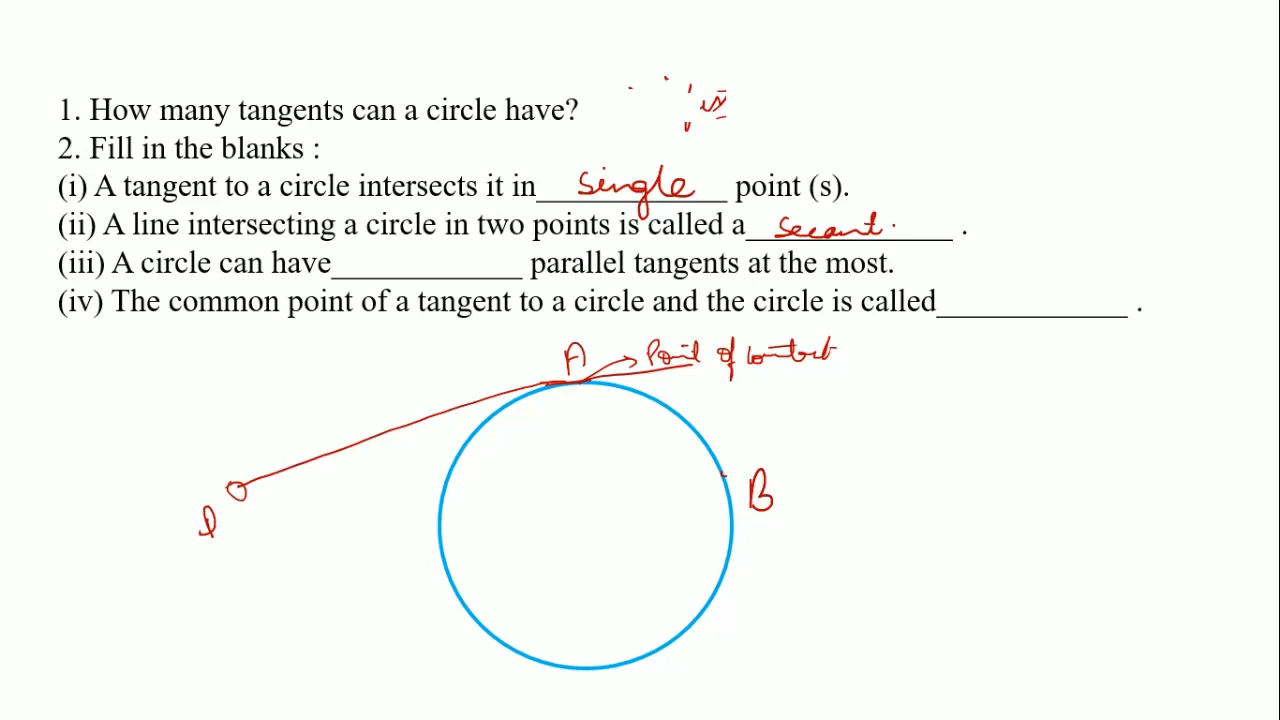 1. How many tangents can a circle have?
2. Fill in the blanks :
(i) A tangent to a circle intersects it in single point (s).
(ii) A line intersecting a circle in two points is called a secant .
(iii) A circle can have____________ parallel tangents at the most.
(iv) The common point of a tangent to a circle and the circle is called____________ .
A Point of contact
B